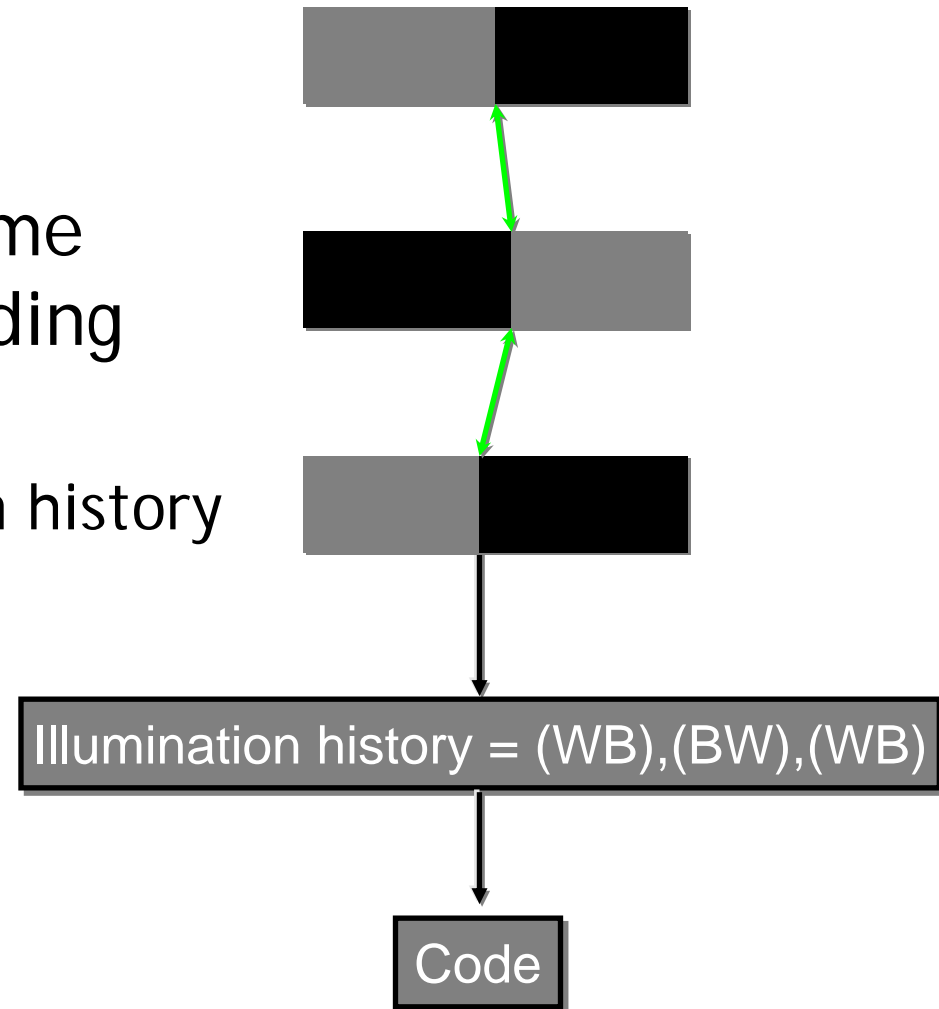 me
ding
n history
Illumination history = (WB),(BW),(WB)
Code